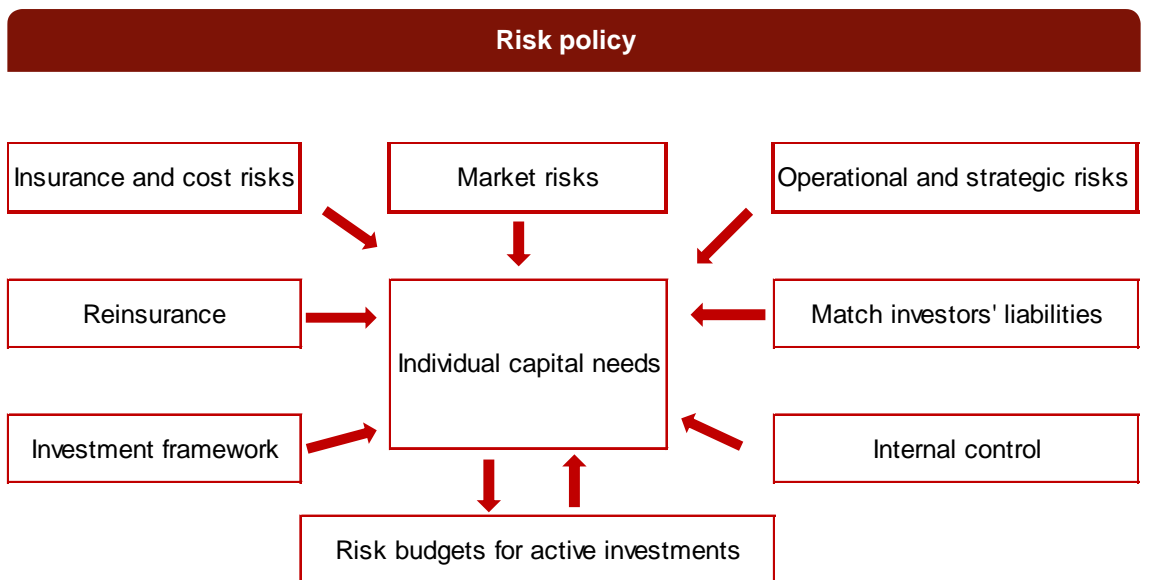 Risk policy
Insurance and cost risks
Market risks
Operational and strategic risks
Reinsurance
Match investors' liabilities
Individual capital needs
Investment framework
Internal control
Risk budgets for active investments